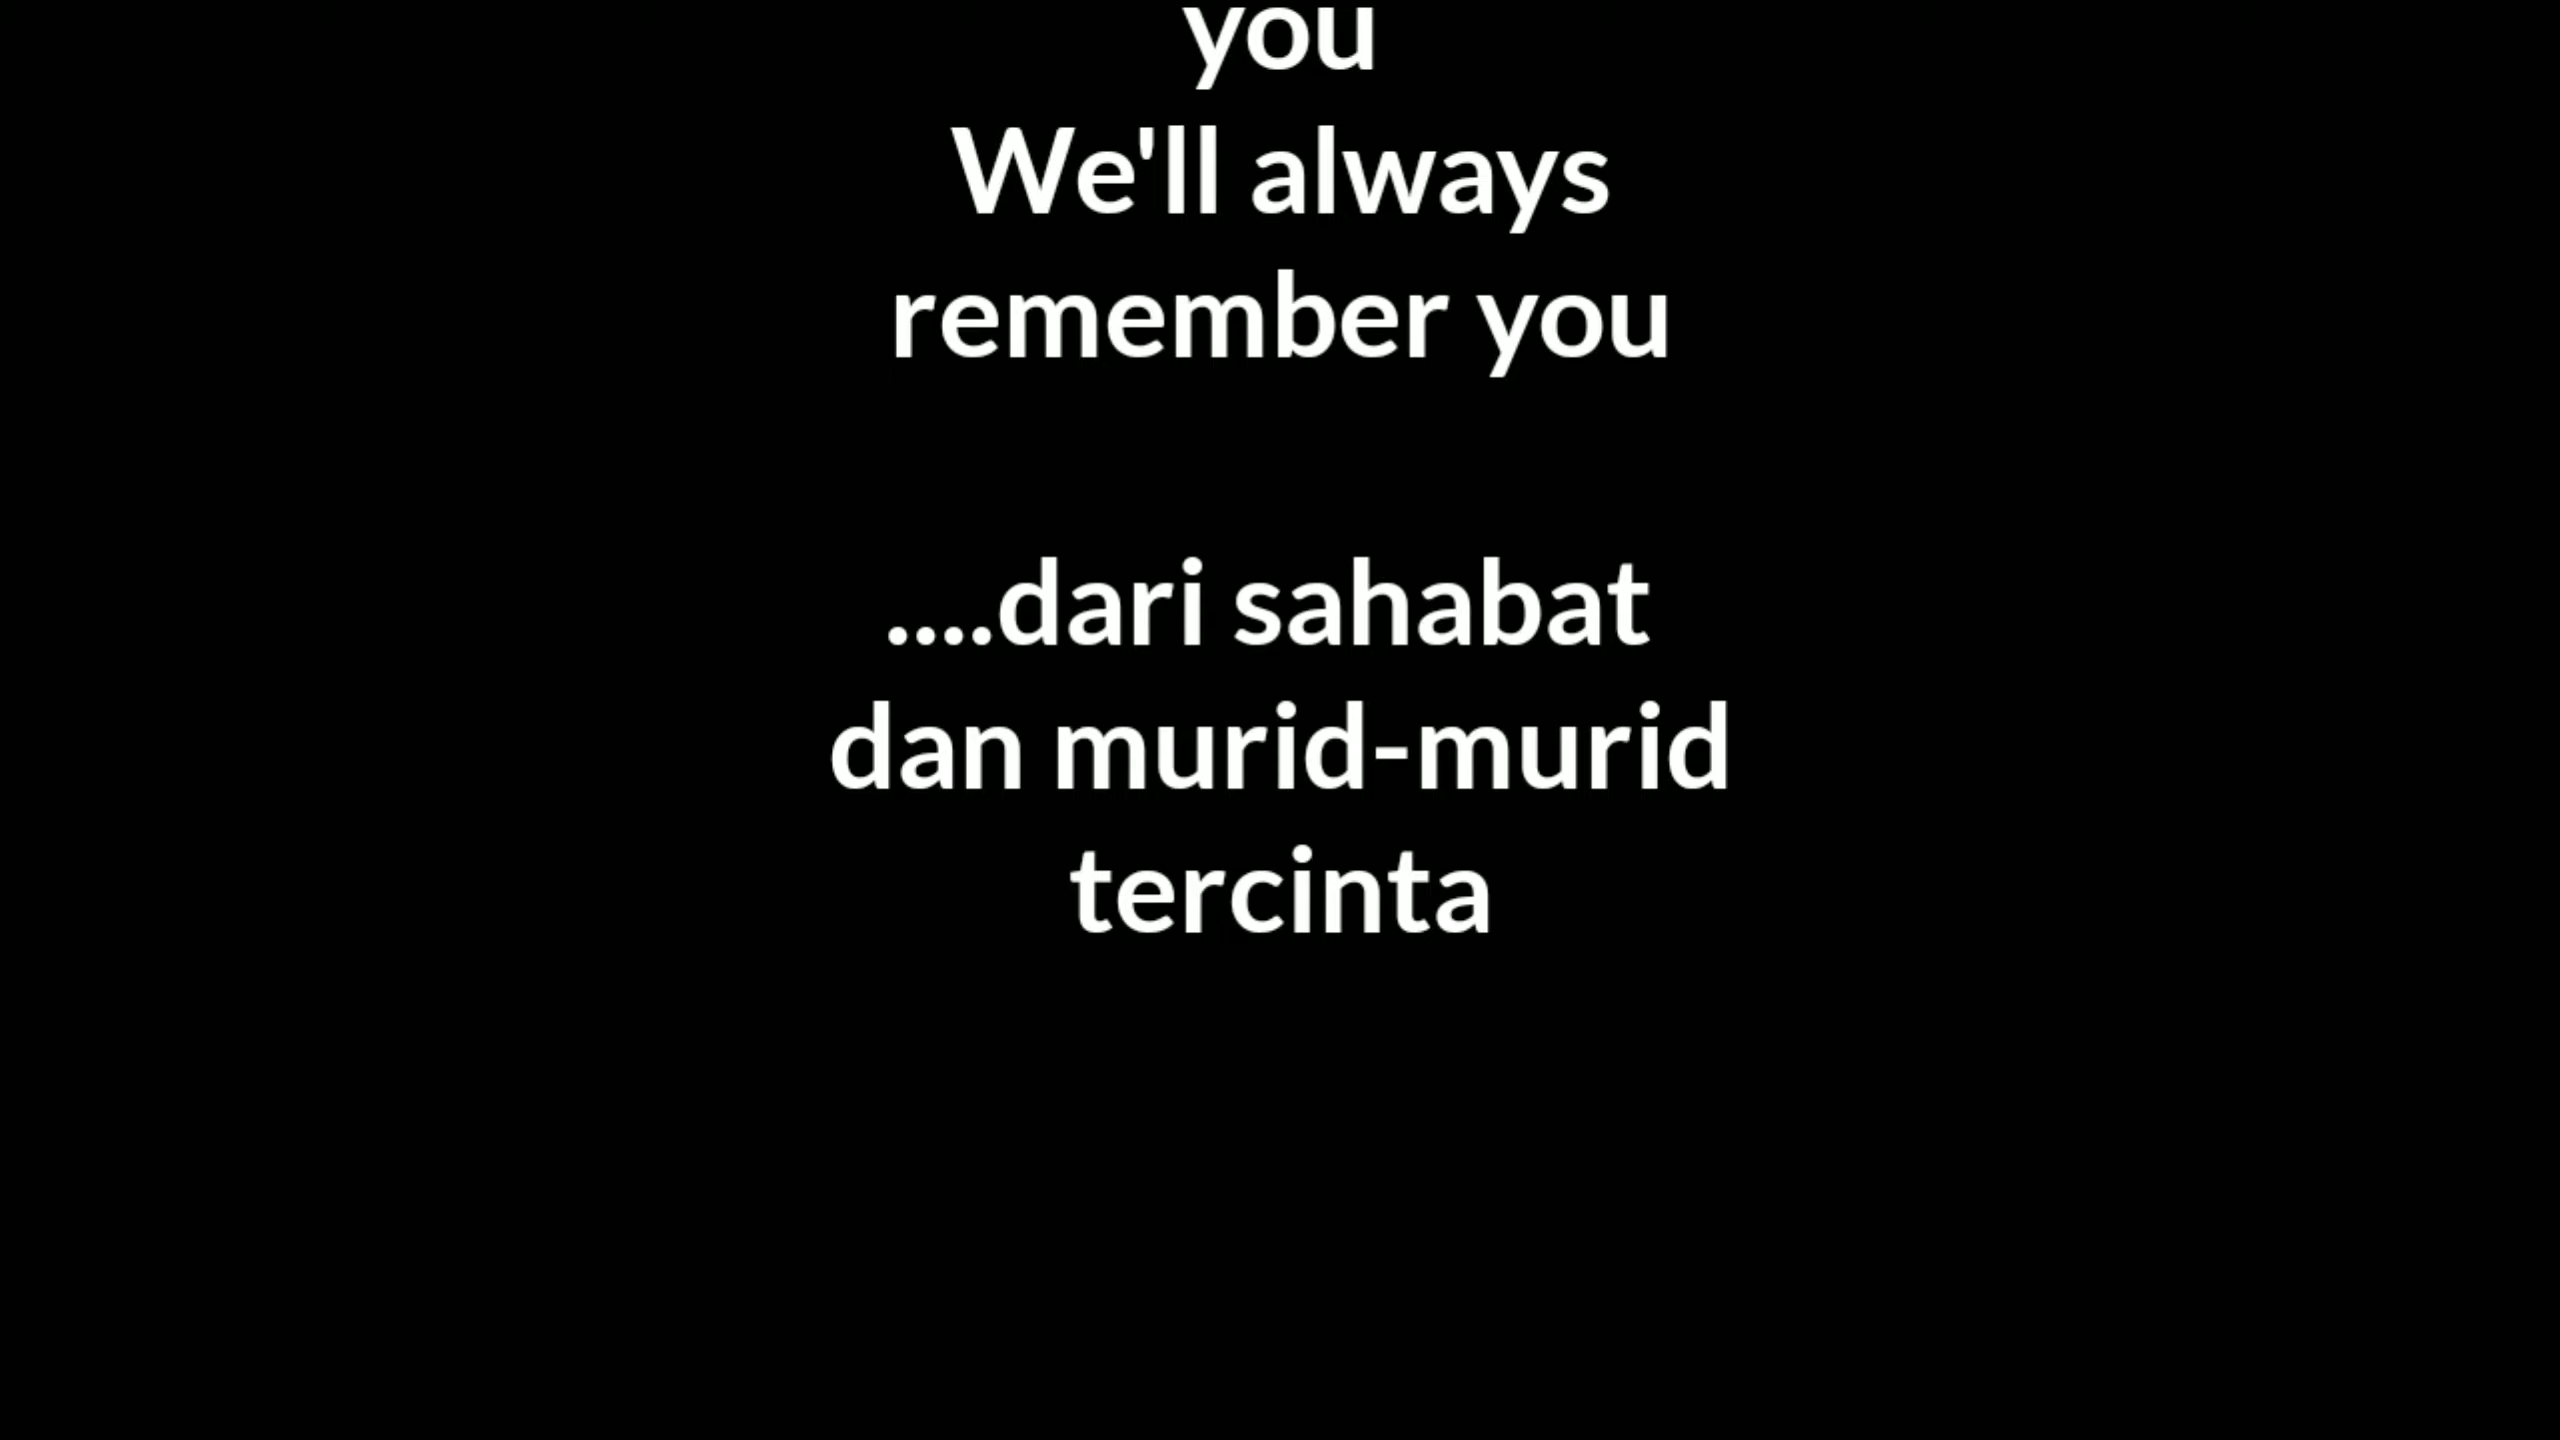 you
We'll always
remember you
....dari sahabat
dan murid-murid
tercinta